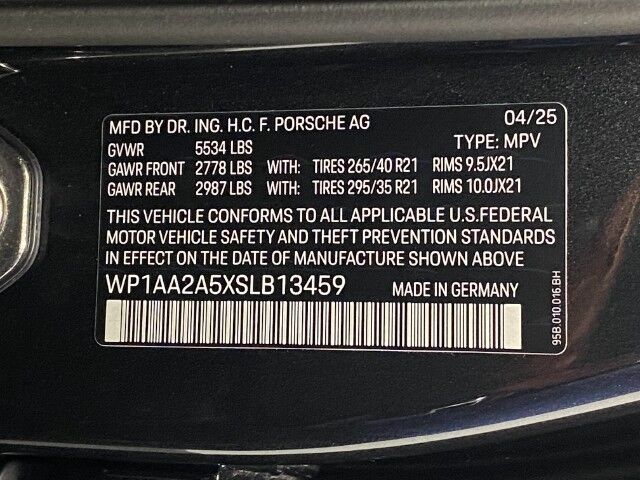 MFD BY DR. ING. H.C. F. PORSCHE AG 04/25
GVWR 5534 LBS TYPE: MPV
GAWR FRONT 2778 LBS WITH: TIRES 265/40 R21 RIMS 9.5JX21
GAWR REAR 2987 LBS WITH: TIRES 295/35 R21 RIMS 10.0JX21
THIS VEHICLE CONFORMS TO ALL APPLICABLE U.S.FEDERAL
MOTOR VEHICLE SAFETY AND THEFT PREVENTION STANDARDS
IN EFFECT ON THE DATE OF MANUFACTURE SHOWN ABOVE
WP1AA2A5XSLB13459 MADE IN GERMANY
95B.010.016.BH